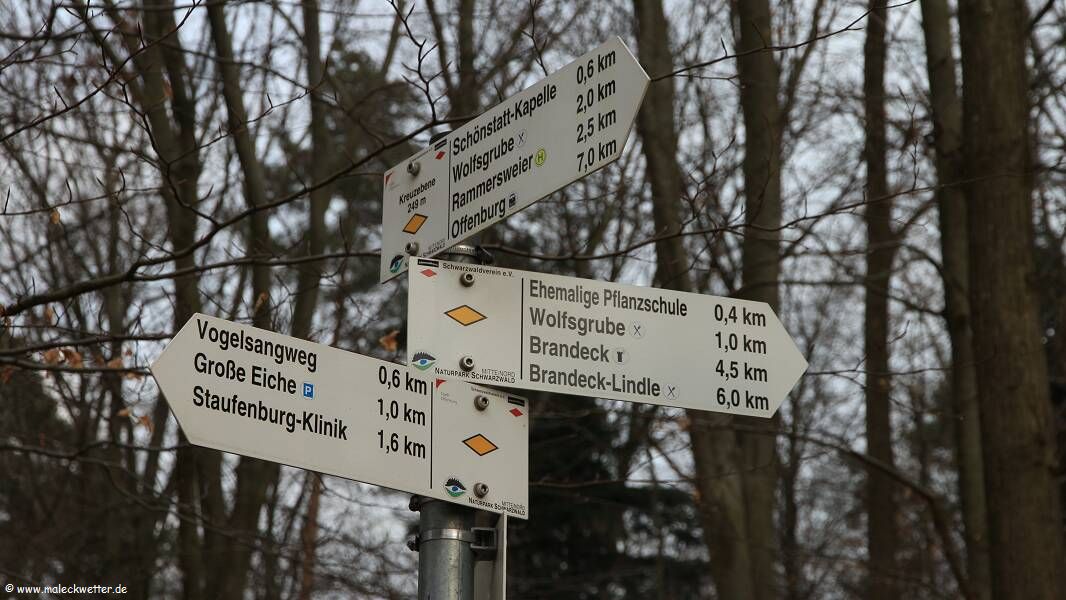 Kreuzebene
249 m
Schönstatt-Kapelle 0,6 km
Wolfsgrube 2,0 km
Rammersweier H 2,5 km
Offenburg 7,0 km
Schwarzwaldverein e.V.
Ehemalige Pflanzschule 0,4 km
Wolfsgrube 1,0 km
Brandeck 4,5 km
Brandeck-Lindle 6,0 km
MITTE/NORD
NATURPARK SCHWARZWALD
Vogelsangweg 0,6 km
Große Eiche P 1,0 km
Staufenburg-Klinik 1,6 km
NATURPARK SCHWARZWALD
© www.maleckwetter.de